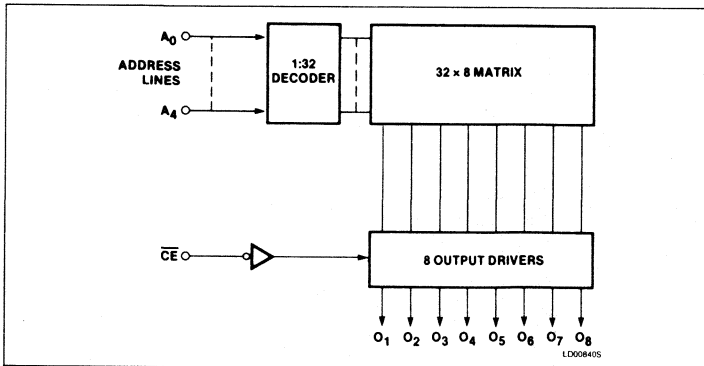 A0
ADDRESS
LINES
A4
1:32
DECODER
32 × 8 MATRIX
CE
8 OUTPUT DRIVERS
O1 O2 O3 O4 O5 O6 O7 O8
LD00840S